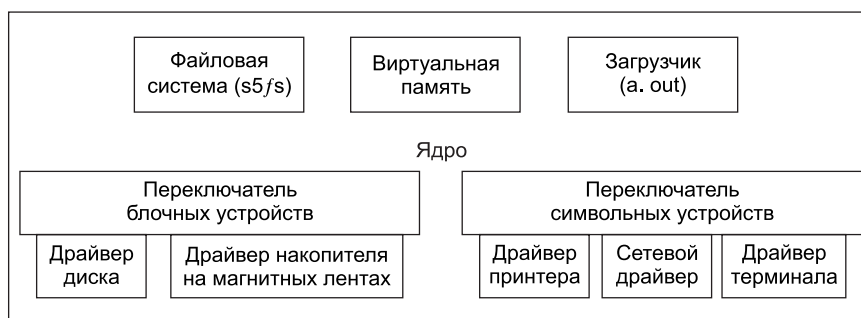 Файловая
система (s5fs)
Виртуальная
память
Загрузчик
(a. out)
Ядро
Переключатель
блочных устройств
Переключатель
символьных устройств
Драйвер
диска
Драйвер накопителя
на магнитных лентах
Драйвер
принтера
Сетевой
драйвер
Драйвер
терминала